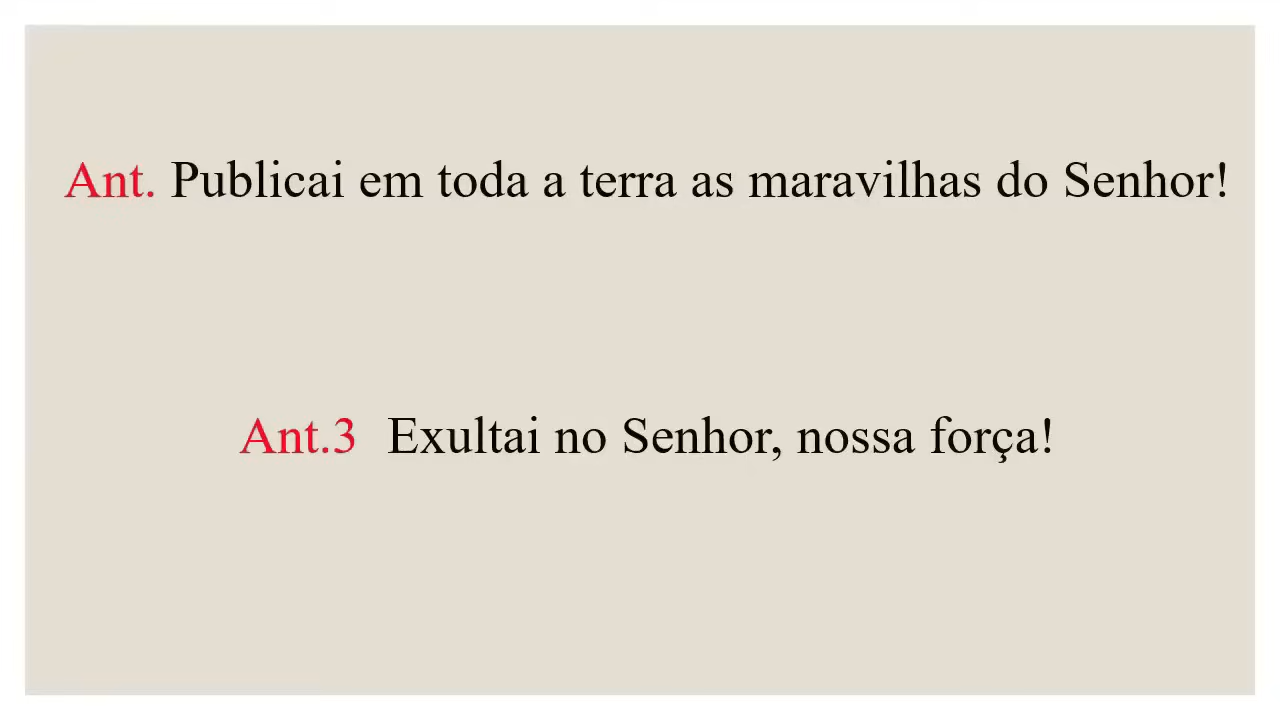 Ant. Publicai em toda a terra as maravilhas do Senhor!
Ant.3 Exultai no Senhor, nossa força!